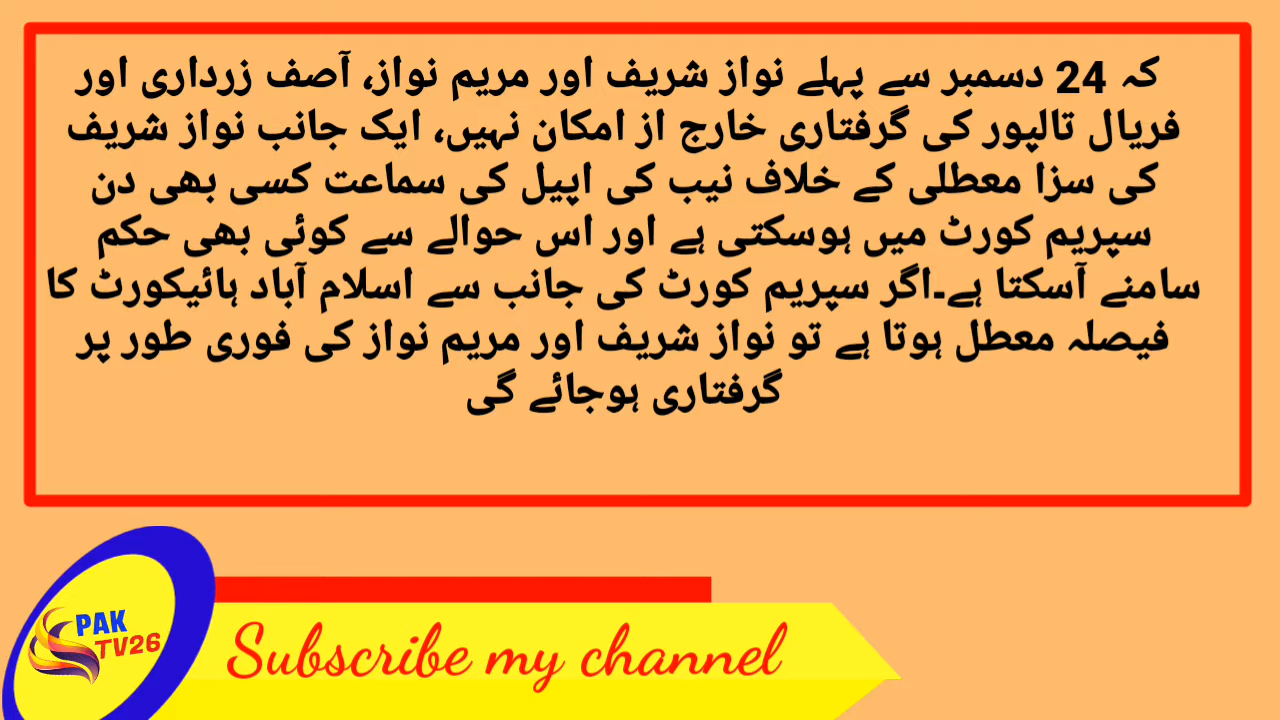 کہ 24 دسمبر سے پہلے نواز شریف اور مریم نواز، آصف زرداری اور
فریال تالپور کی گرفتاری خارج از امکان نہیں، ایک جانب نواز شریف
کی سزا معطلی کے خلاف نیب کی اپیل کی سماعت کسی بھی دن
سپریم کورٹ میں ہوسکتی ہے اور اس حوالے سے کوئی بھی حکم
سامنے آسکتا ہے۔اگر سپریم کورٹ کی جانب سے اسلام آباد ہائیکورٹ کا
فیصلہ معطل ہوتا ہے تو نواز شریف اور مریم نواز کی فوری طور پر
گرفتاری ہوجائے گی
PAK
TV26
Subscribe my channel